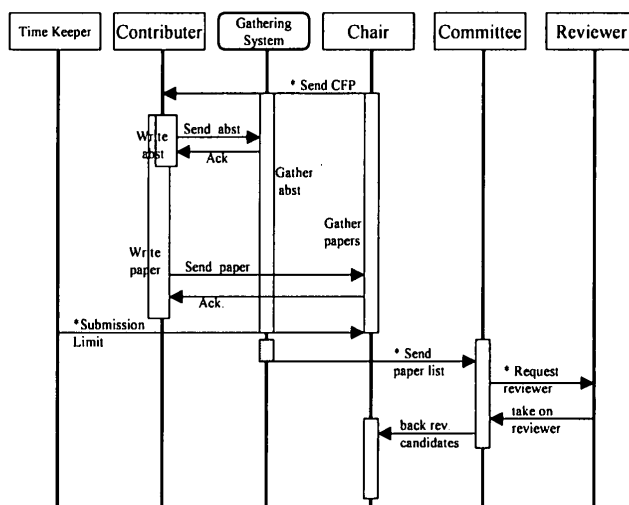 Time Keeper
Contributer
Gathering
System
Chair
Committee
Reviewer
* Send CFP
Write
abst
Send abst
Ack
Gather
abst
Gather
papers
Write
paper
Send paper
Ack.
*Submission
Limit
* Send
paper list
* Request
reviewer
take on
reviewer
back rev.
candidates